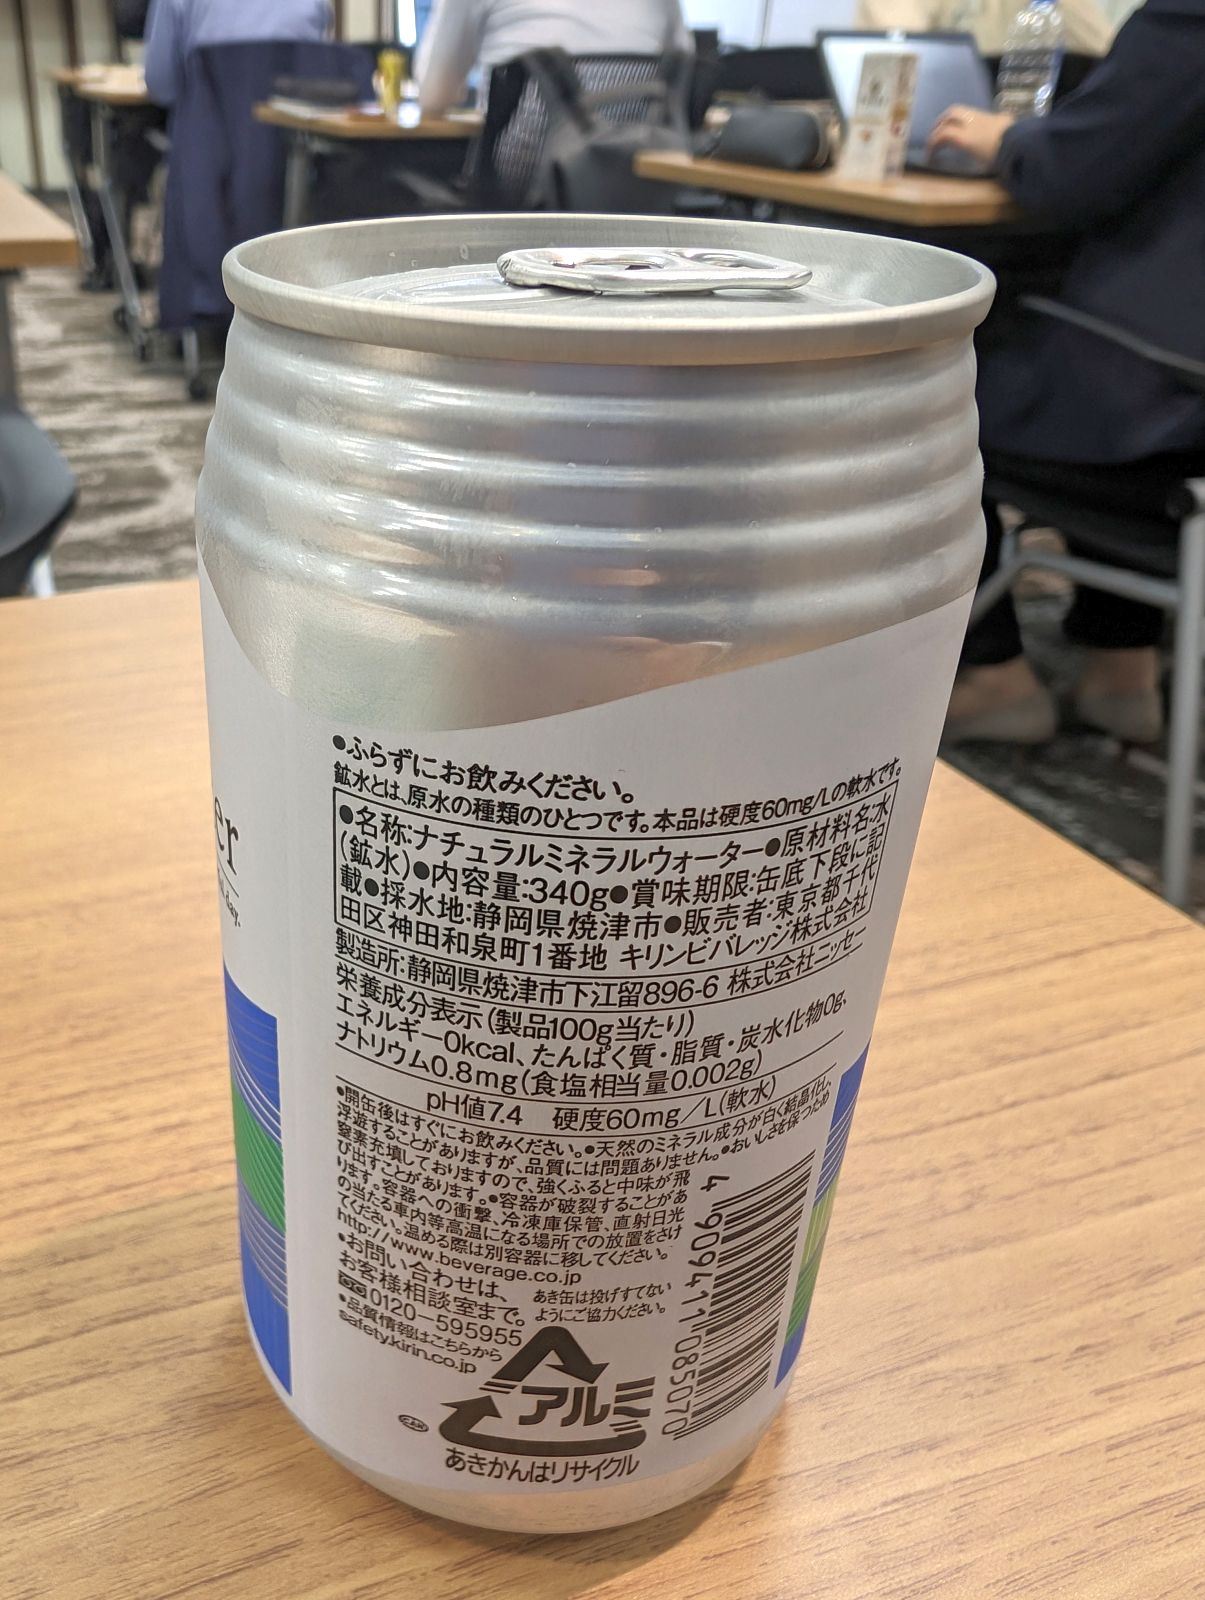 er
day.
●ふらずにお飲みください。
鉱水とは、原水の種類のひとつです。本品は硬度60mg/Lの軟水です。
●名称:ナチュラルミネラルウォーター●原材料名:水
(鉱水)●内容量:340g●賞味期限:缶底下段に記
載●採水地:静岡県焼津市●販売者:東京都千代
田区神田和泉町1番地 キリンビバレッジ株式会社
製造所:静岡県焼津市下江留896-6 株式会社ニッセー
栄養成分表示(製品100g当たり)
エネルギー0kcal、たんぱく質・脂質・炭水化物0g、
ナトリウム0.8mg(食塩相当量0.002g)
pH値7.4 硬度60mg/L(軟水)
●開缶後はすぐにお飲みください。●天然のミネラル成分が白く結晶化し、
浮遊することがありますが、品質には問題ありません。●おいしさを保つため
窒素充填しておりますので、強くふると中味が飛
び出すことがあります。●容器が破裂することがあ
ります。容器への衝撃、冷凍庫保管、直射日光
の当たる車内等高温になる場所での放置をさけ
てください。温める際は別容器に移してください。
http://www.beverage.co.jp
●お問い合わせは、
お客様相談室まで。
0120-595955
●品質情報はこちらから
safety.kirin.co.jp
あき缶は投げすてない
ようにご協力ください。
アルミ
あきかんはリサイクル
CAN
4 909411 085070